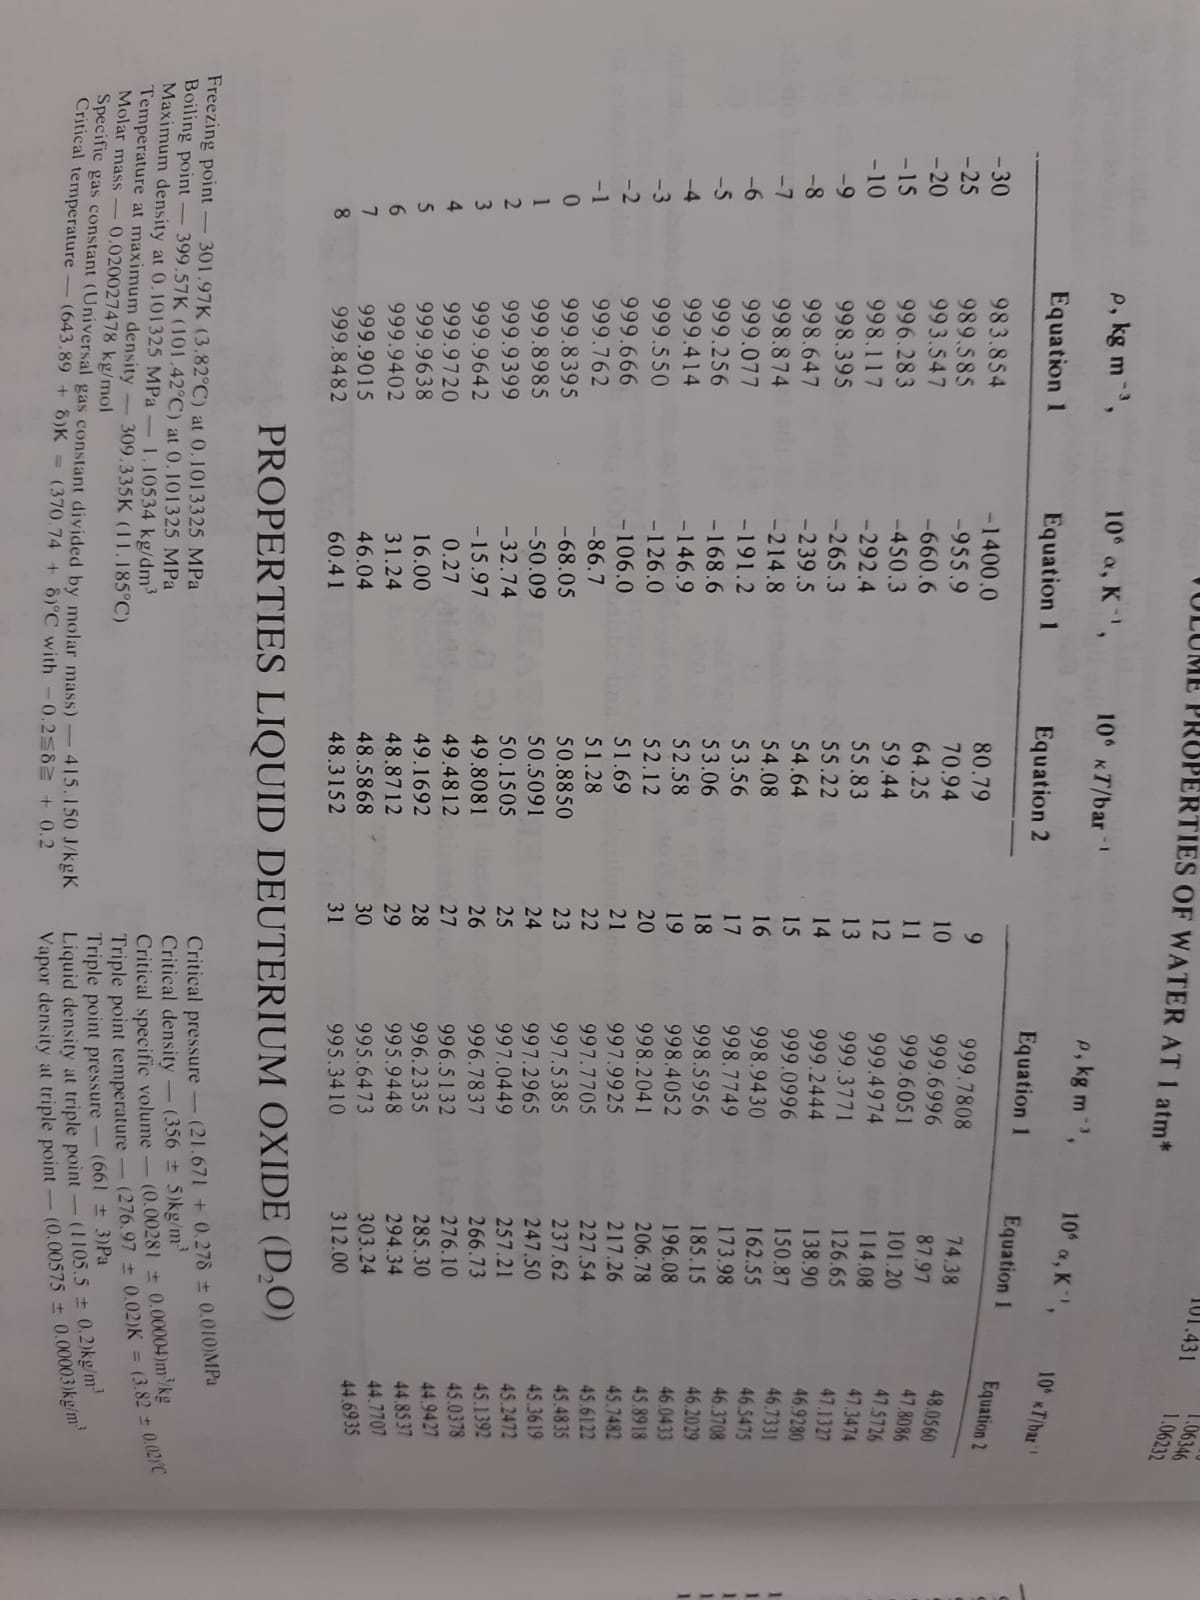 101.431 1.06346
1.06232
VOLUME PROPERTIES OF WATER AT 1 atm*
ρ, kg m⁻³, 10⁶ α, K⁻¹, 10⁶ κT/bar⁻¹ ρ, kg m⁻³, 10⁶ α, K⁻¹, 10⁶ κT/bar⁻¹
Equation 1 Equation 1 Equation 2 Equation 1 Equation 1 Equation 2
-30 983.854 -1400.0 80.79 9 999.7808 74.38 48.0560
-25 989.585 -955.9 70.94 10 999.6996 87.97 47.8086
-20 993.547 -660.6 64.25 11 999.6051 101.20 47.5726
-15 996.283 -450.3 59.44 12 999.4974 114.08 47.3474
-10 998.117 -292.4 55.83 13 999.3771 126.65 47.1327
-9 998.395 -265.3 55.22 14 999.2444 138.90 46.9280
-8 998.647 -239.5 54.64 15 999.0996 150.87 46.7331
-7 998.874 -214.8 54.08 16 998.9430 162.55 46.5475
-6 999.077 -191.2 53.56 17 998.7749 173.98 46.3708
-5 999.256 -168.6 53.06 18 998.5956 185.15 46.2029
-4 999.414 -146.9 52.58 19 998.4052 196.08 46.0433
-3 999.550 -126.0 52.12 20 998.2041 206.78 45.8918
-2 999.666 -106.0 51.69 21 997.9925 217.26 45.7482
-1 999.762 -86.7 51.28 22 997.7705 227.54 45.6122
0 999.8395 -68.05 50.8850 23 997.5385 237.62 45.4835
1 999.8985 -50.09 50.5091 24 997.2965 247.50 45.3619
2 999.9399 -32.74 50.1505 25 997.0449 257.21 45.2472
3 999.9642 -15.97 49.8081 26 996.7837 266.73 45.1392
4 999.9720 0.27 49.4812 27 996.5132 276.10 45.0378
5 999.9638 16.00 49.1692 28 996.2335 285.30 44.9427
6 999.9402 31.24 48.8712 29 995.9448 294.34 44.8537
7 999.9015 46.04 48.5868 30 995.6473 303.24 44.7707
8 999.8482 60.41 48.3152 31 995.3410 312.00 44.6935
PROPERTIES LIQUID DEUTERIUM OXIDE (D₂O)
Freezing point — 301.97K (3.82°C) at 0.1013325 MPa
Boiling point — 399.57K (101.42°C) at 0.101325 MPa
Maximum density at 0.101325 MPa — 1.10534 kg/dm³
Temperature at maximum density — 309.335K (11.185°C)
Molar mass — 0.020027478 kg/mol
Specific gas constant (Universal gas constant divided by molar mass) — 415.150 J/kgK
Critical temperature — (643.89 + δ)K = (370.74 + δ)°C with −0.2≦δ≧ +0.2
Critical pressure — (21.671 + 0.27δ ± 0.010)MPa
Critical density — (356 ± 5)kg/m³
Critical specific volume — (0.00281 ± 0.00004)m³/kg
Triple point temperature — (276.97 ± 0.02)K = (3.82 ± 0.02)°C
Triple point pressure — (661 ± 3)Pa
Liquid density at triple point — (1105.5 ± 0.2)kg/m³
Vapor density at triple point — (0.00575 ± 0.00003)kg/m³